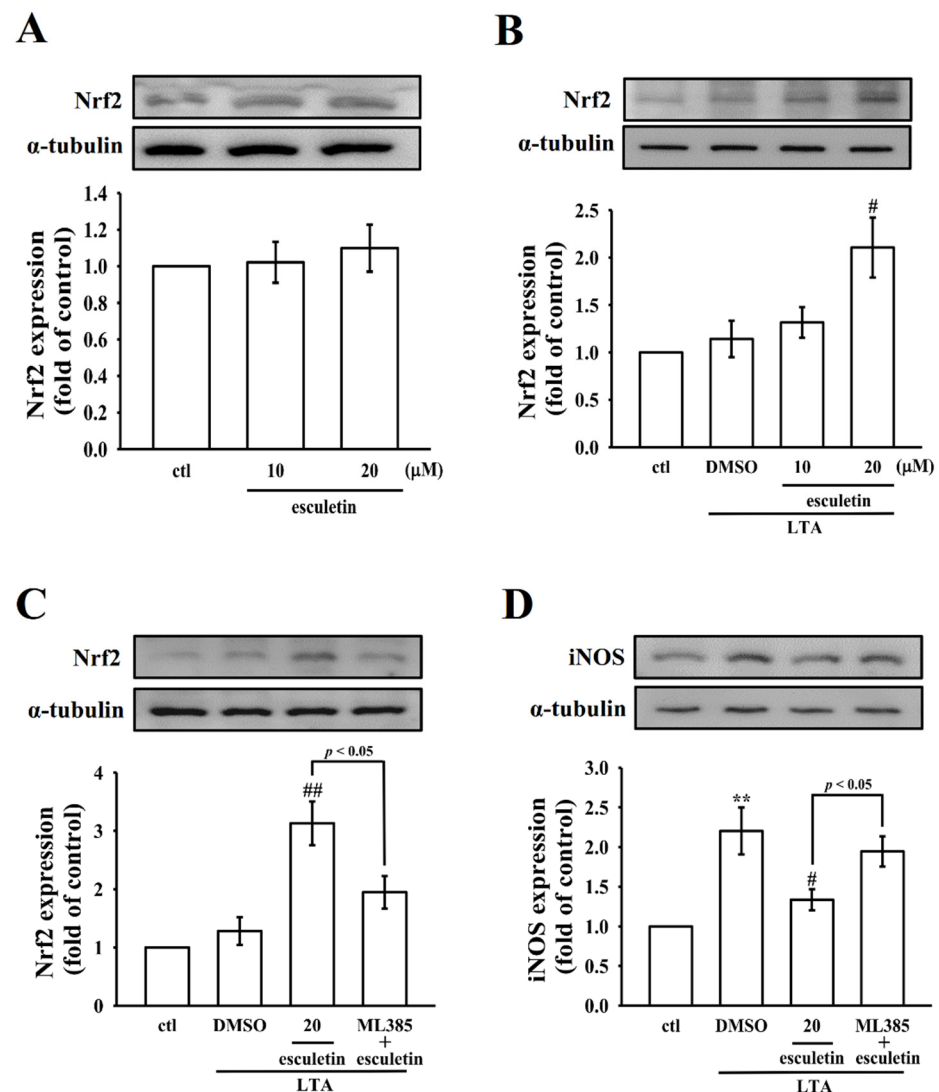 A
Nrf2
α-tubulin
Nrf2 expression
(fold of control)
1.4
1.2
1.0
0.8
0.6
0.4
0.2
0.0
ctl 10 20 (μM)
esculetin
B
Nrf2
α-tubulin
Nrf2 expression
(fold of control)
2.5
2.0
1.5
1.0
0.5
0.0
#
ctl DMSO 10 20 (μM)
esculetin
LTA
C
Nrf2
α-tubulin
Nrf2 expression
(fold of control)
4
3
2
1
0
p < 0.05
##
ctl DMSO 20 ML385
+
esculetin esculetin
LTA
D
iNOS
α-tubulin
iNOS expression
(fold of control)
3.0
2.5
2.0
1.5
1.0
0.5
0.0
p < 0.05
**
#
ctl DMSO 20 ML385
+
esculetin esculetin
LTA